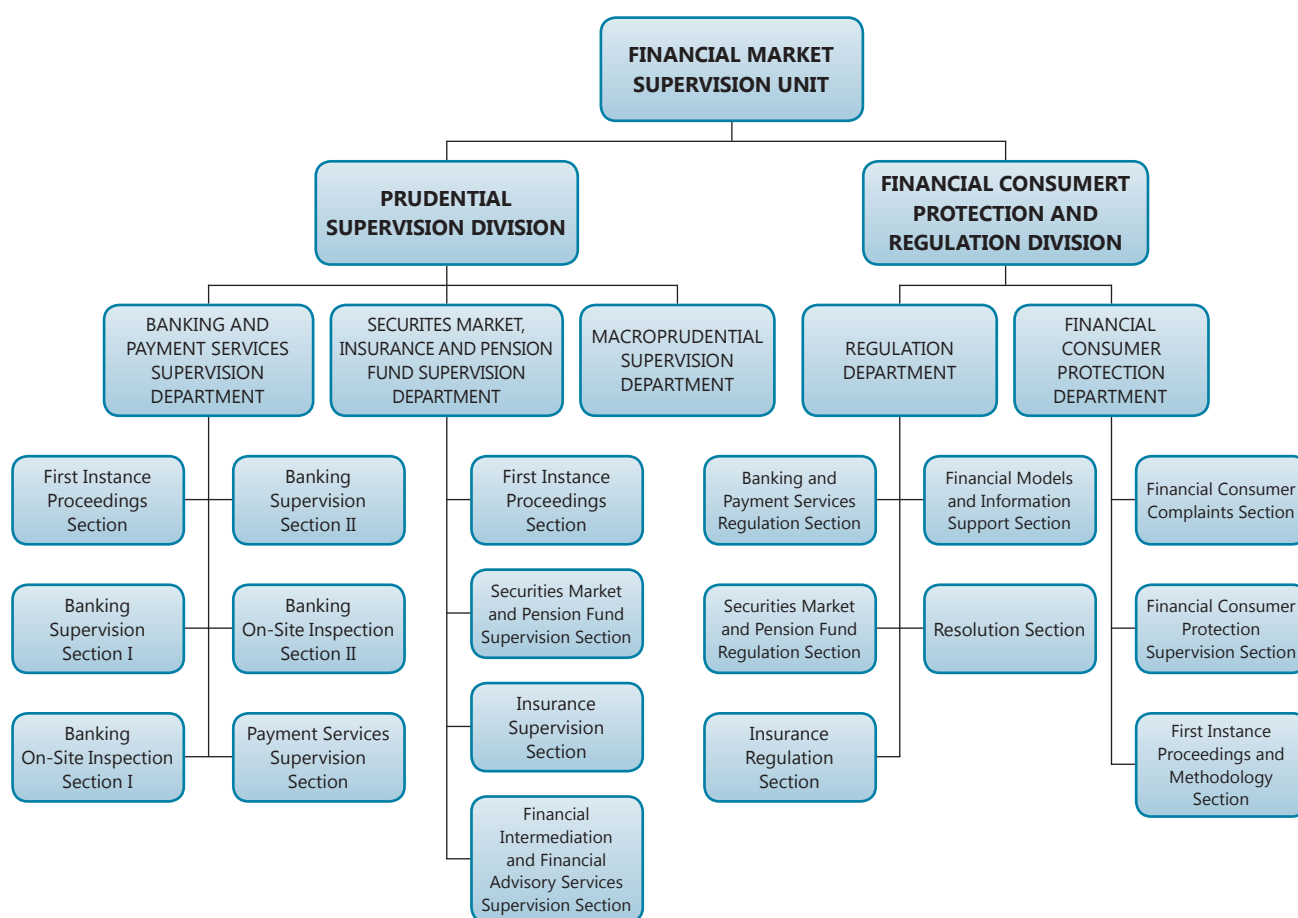 FINANCIAL MARKET
SUPERVISION UNIT
PRUDENTIAL
SUPERVISION DIVISION
FINANCIAL CONSUMERT
PROTECTION AND
REGULATION DIVISION
BANKING AND
PAYMENT SERVICES
SUPERVISION
DEPARTMENT
SECURITES MARKET,
INSURANCE AND PENSION
FUND SUPERVISION
DEPARTMENT
MACROPRUDENTIAL
SUPERVISION
DEPARTMENT
REGULATION
DEPARTMENT
FINANCIAL
CONSUMER
PROTECTION
DEPARTMENT
First Instance
Proceedings
Section
Banking
Supervision
Section II
First Instance
Proceedings
Section
Banking and
Payment Services
Regulation Section
Financial Models
and Information
Support Section
Financial Consumer
Complaints Section
Banking
Supervision
Section I
Banking
On-Site Inspection
Section II
Securities Market
and Pension Fund
Supervision Section
Securities Market
and Pension Fund
Regulation Section
Resolution Section
Financial Consumer
Protection
Supervision Section
Banking
On-Site Inspection
Section I
Payment Services
Supervision
Section
Insurance
Supervision
Section
Insurance
Regulation
Section
First Instance
Proceedings and
Methodology
Section
Financial
Intermediation
and Financial
Advisory Services
Supervision Section